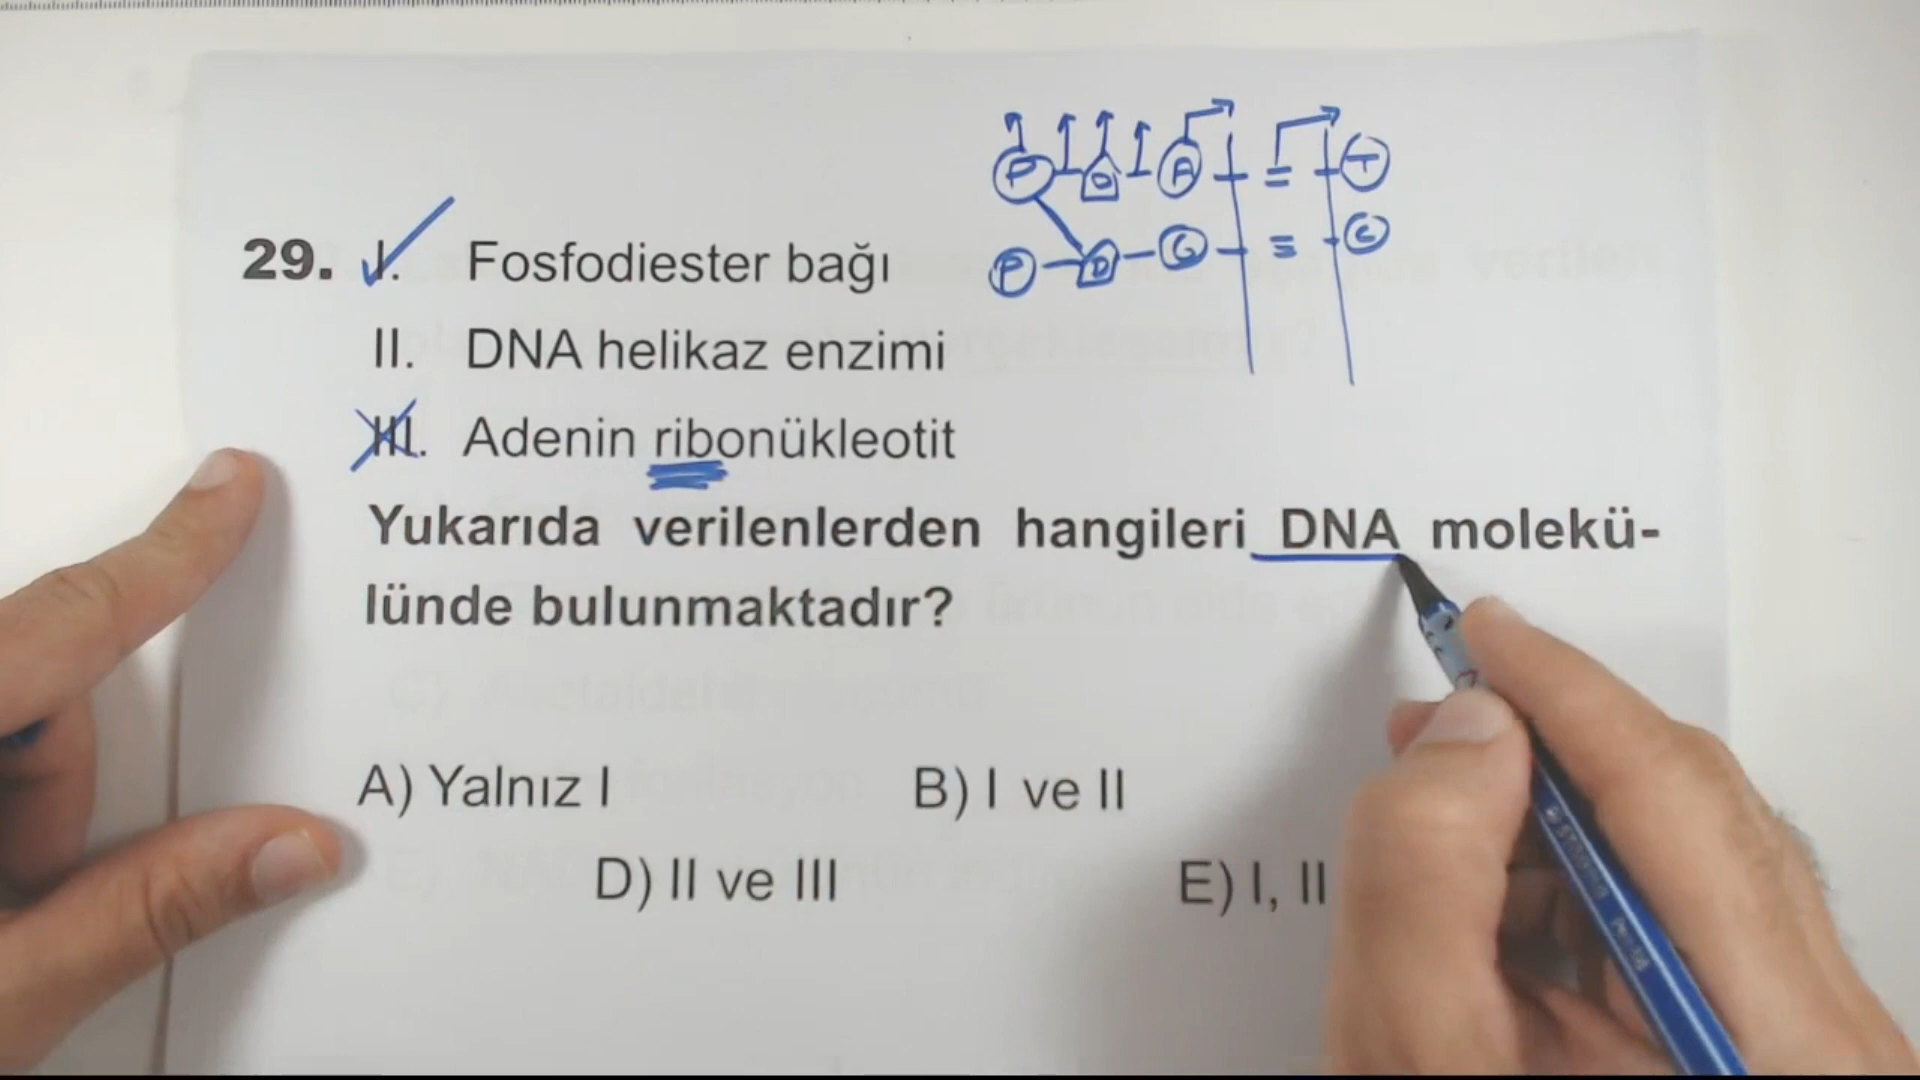 P D A = T
P D G ≡ C
29. I. Fosfodiester bağı
II. DNA helikaz enzimi
III. Adenin ribonükleotit
Yukarıda verilenlerden hangileri DNA molekü-
lünde bulunmaktadır?
A) Yalnız I B) I ve II
D) II ve III E) I, II